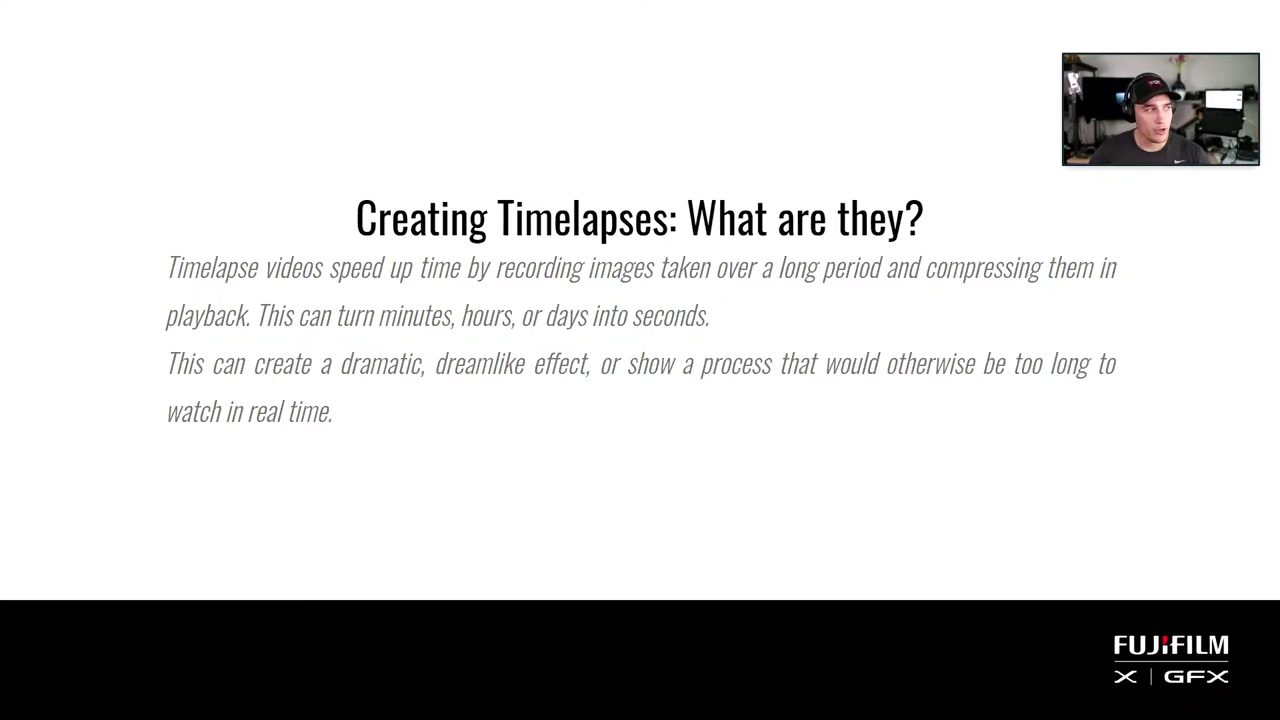 Creating Timelapses: What are they?
Timelapse videos speed up time by recording images taken over a long period and compressing them in
playback. This can turn minutes, hours, or days into seconds.
This can create a dramatic, dreamlike effect, or show a process that would otherwise be too long to
watch in real time.
FUJIFILM
X | GFX